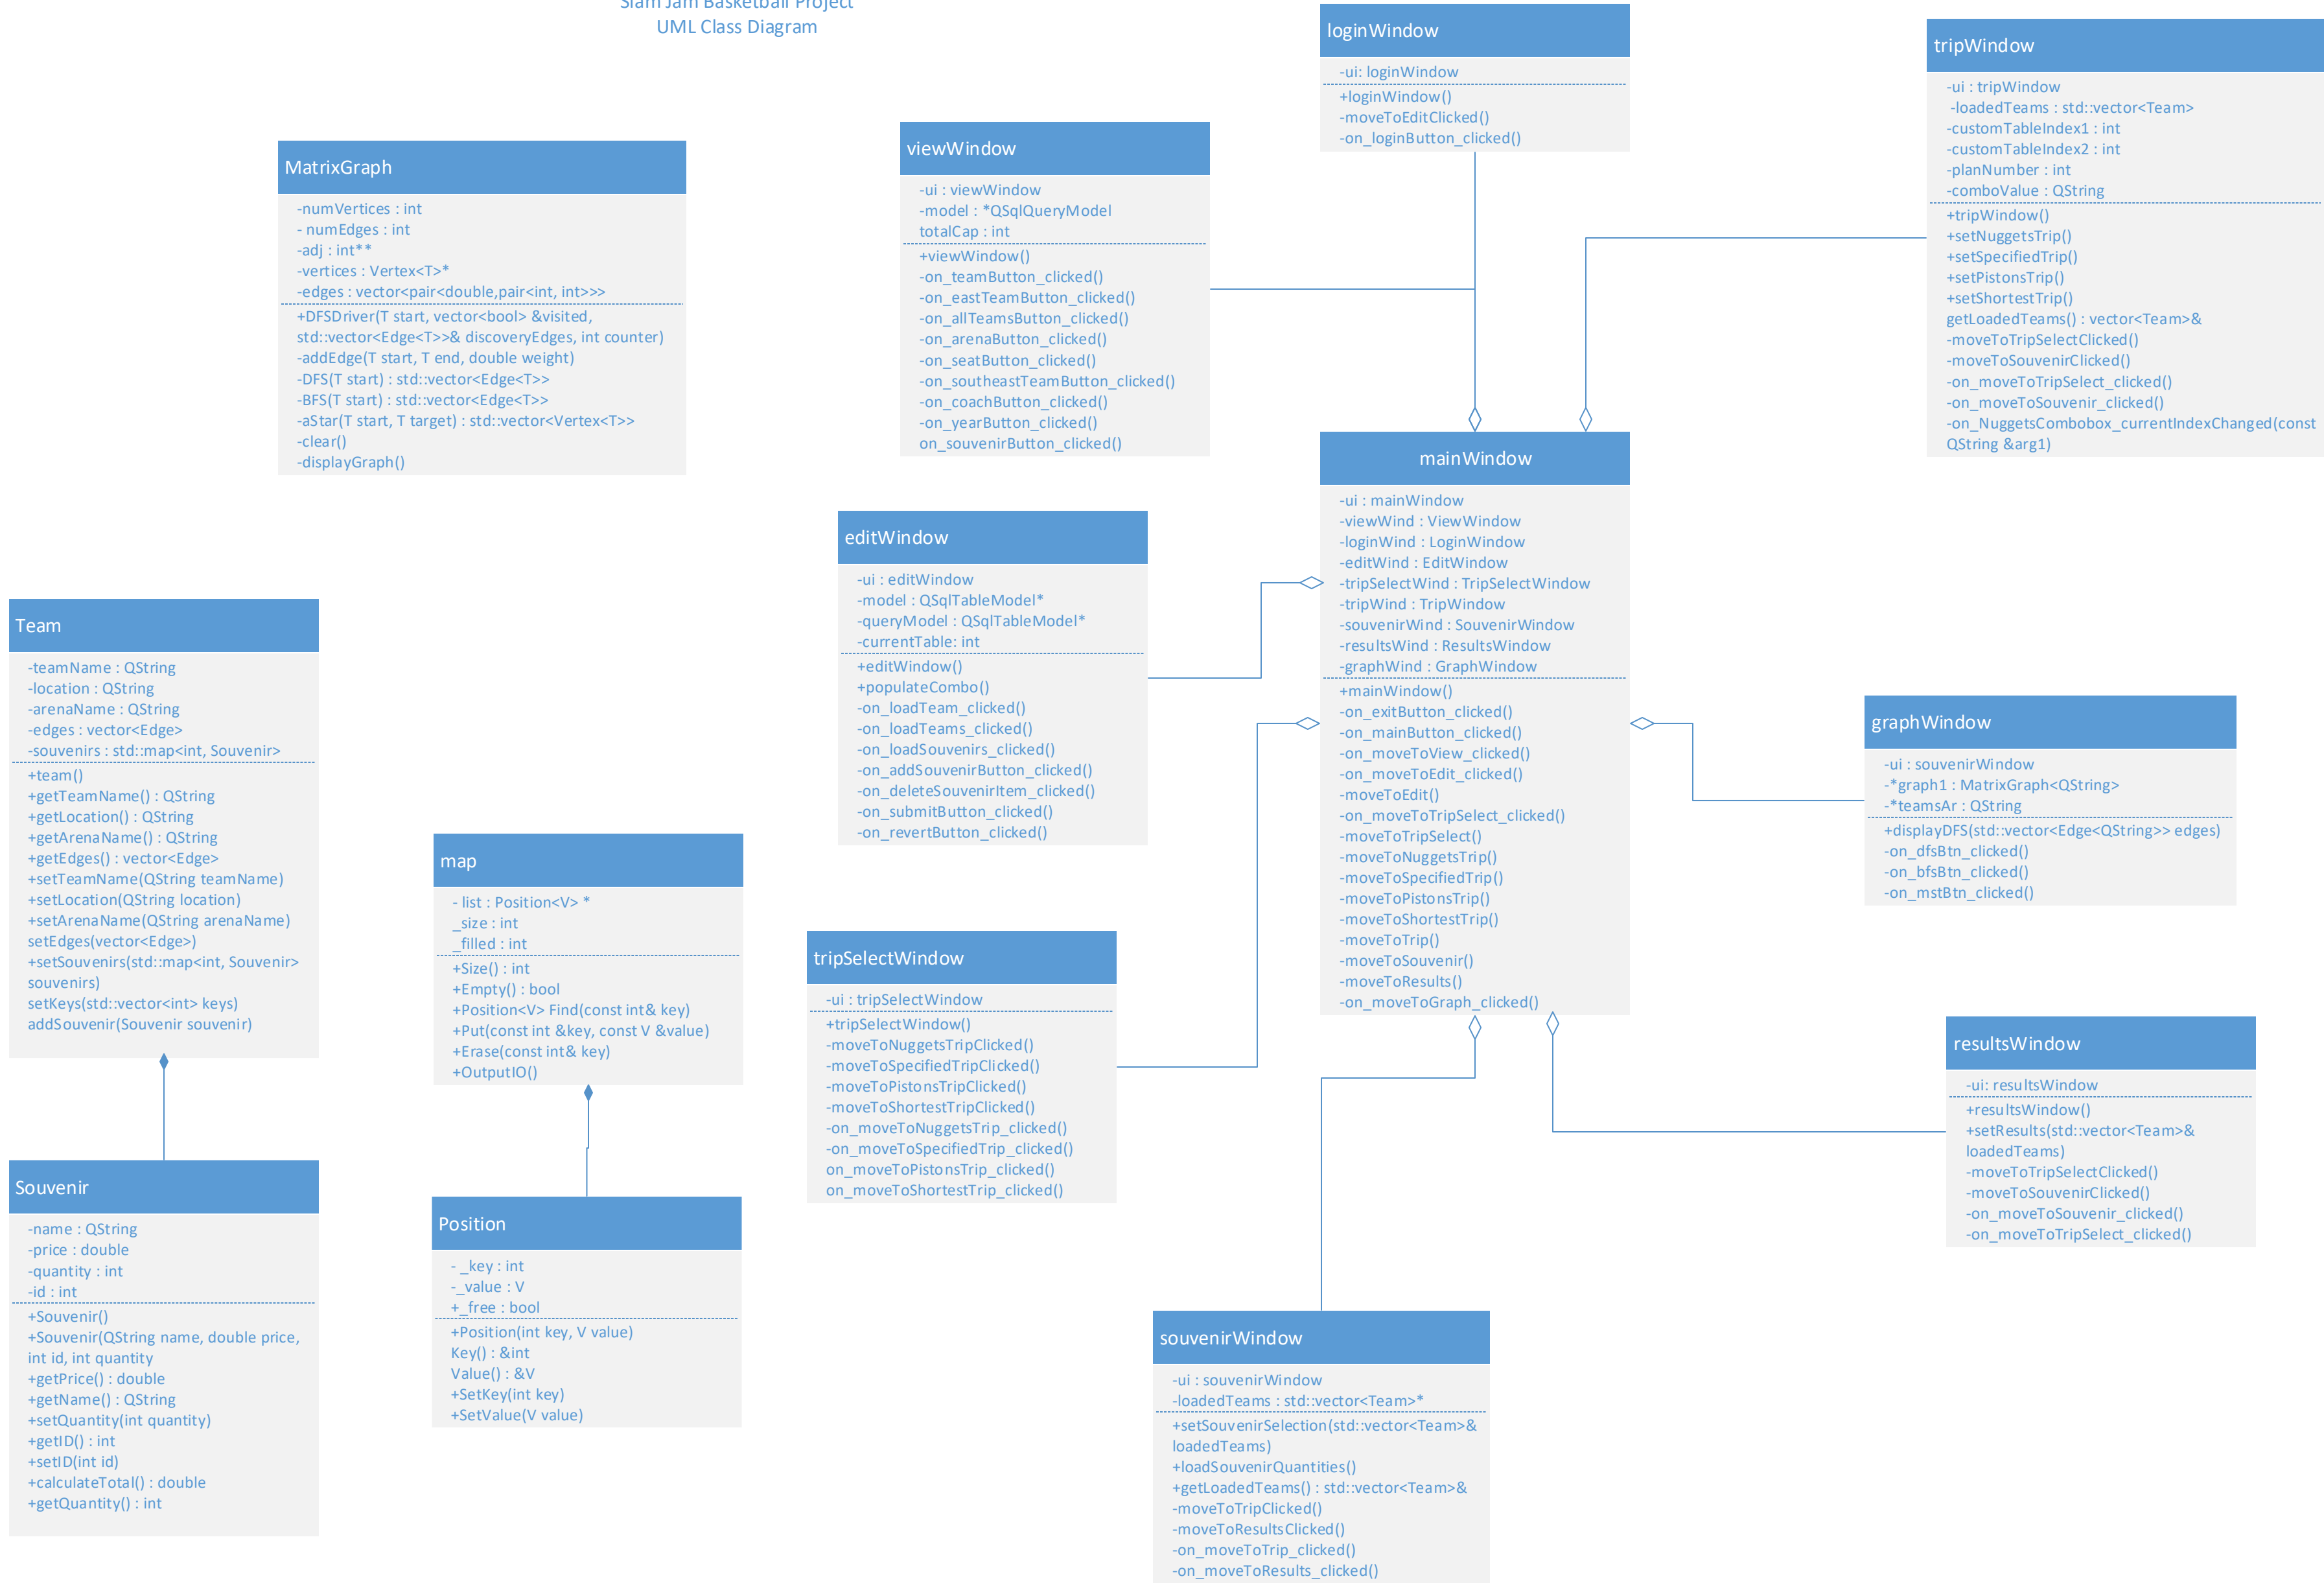 Slam Jam Basketball Project
UML Class Diagram
loginWindow
-ui: loginWindow
+loginWindow()
-moveToEditClicked()
-on_loginButton_clicked()
tripWindow
-ui : tripWindow
-loadedTeams : std::vector<Team>
-customTableIndex1 : int
-customTableIndex2 : int
-planNumber : int
-comboValue : QString
+tripWindow()
+setNuggetsTrip()
+setSpecifiedTrip()
+setPistonsTrip()
+setShortestTrip()
getLoadedTeams() : vector<Team>&
-moveToTripSelectClicked()
-moveToSouvenirClicked()
-on_moveToTripSelect_clicked()
-on_moveToSouvenir_clicked()
-on_NuggetsCombobox_currentIndexChanged(const
QString &arg1)
viewWindow
-ui : viewWindow
-model : *QSqlQueryModel
totalCap : int
+viewWindow()
-on_teamButton_clicked()
-on_eastTeamButton_clicked()
-on_allTeamsButton_clicked()
-on_arenaButton_clicked()
-on_seatButton_clicked()
-on_southeastTeamButton_clicked()
-on_coachButton_clicked()
-on_yearButton_clicked()
on_souvenirButton_clicked()
MatrixGraph
-numVertices : int
- numEdges : int
-adj : int**
-vertices : Vertex<T>*
-edges : vector<pair<double,pair<int, int>>>
+DFSDriver(T start, vector<bool> &visited,
std::vector<Edge<T>>& discoveryEdges, int counter)
-addEdge(T start, T end, double weight)
-DFS(T start) : std::vector<Edge<T>>
-BFS(T start) : std::vector<Edge<T>>
-aStar(T start, T target) : std::vector<Vertex<T>>
-clear()
-displayGraph()
mainWindow
-ui : mainWindow
-viewWind : ViewWindow
-loginWind : LoginWindow
-editWind : EditWindow
-tripSelectWind : TripSelectWindow
-tripWind : TripWindow
-souvenirWind : SouvenirWindow
-resultsWind : ResultsWindow
-graphWind : GraphWindow
+mainWindow()
-on_exitButton_clicked()
-on_mainButton_clicked()
-on_moveToView_clicked()
-on_moveToEdit_clicked()
-moveToEdit()
-on_moveToTripSelect_clicked()
-moveToTripSelect()
-moveToNuggetsTrip()
-moveToSpecifiedTrip()
-moveToPistonsTrip()
-moveToShortestTrip()
-moveToTrip()
-moveToSouvenir()
-moveToResults()
-on_moveToGraph_clicked()
editWindow
-ui : editWindow
-model : QSqlTableModel*
-queryModel : QSqlTableModel*
-currentTable: int
+editWindow()
+populateCombo()
-on_loadTeam_clicked()
-on_loadTeams_clicked()
-on_loadSouvenirs_clicked()
-on_addSouvenirButton_clicked()
-on_deleteSouvenirItem_clicked()
-on_submitButton_clicked()
-on_revertButton_clicked()
Team
-teamName : QString
-location : QString
-arenaName : QString
-edges : vector<Edge>
-souvenirs : std::map<int, Souvenir>
+team()
+getTeamName() : QString
+getLocation() : QString
+getArenaName() : QString
+getEdges() : vector<Edge>
+setTeamName(QString teamName)
+setLocation(QString location)
+setArenaName(QString arenaName)
setEdges(vector<Edge>)
+setSouvenirs(std::map<int, Souvenir>
souvenirs)
setKeys(std::vector<int> keys)
addSouvenir(Souvenir souvenir)
graphWindow
-ui : souvenirWindow
-*graph1 : MatrixGraph<QString>
-*teamsAr : QString
+displayDFS(std::vector<Edge<QString>> edges)
-on_dfsBtn_clicked()
-on_bfsBtn_clicked()
-on_mstBtn_clicked()
map
- list : Position<V> *
_size : int
_filled : int
+Size() : int
+Empty() : bool
+Position<V> Find(const int& key)
+Put(const int &key, const V &value)
+Erase(const int& key)
+OutputIO()
tripSelectWindow
-ui : tripSelectWindow
+tripSelectWindow()
-moveToNuggetsTripClicked()
-moveToSpecifiedTripClicked()
-moveToPistonsTripClicked()
-moveToShortestTripClicked()
-on_moveToNuggetsTrip_clicked()
-on_moveToSpecifiedTrip_clicked()
on_moveToPistonsTrip_clicked()
on_moveToShortestTrip_clicked()
resultsWindow
-ui: resultsWindow
+resultsWindow()
+setResults(std::vector<Team>&
loadedTeams)
-moveToTripSelectClicked()
-moveToSouvenirClicked()
-on_moveToSouvenir_clicked()
-on_moveToTripSelect_clicked()
Souvenir
-name : QString
-price : double
-quantity : int
-id : int
+Souvenir()
+Souvenir(QString name, double price,
int id, int quantity
+getPrice() : double
+getName() : QString
+setQuantity(int quantity)
+getID() : int
+setID(int id)
+calculateTotal() : double
+getQuantity() : int
Position
- _key : int
-_value : V
+_free : bool
+Position(int key, V value)
Key() : &int
Value() : &V
+SetKey(int key)
+SetValue(V value)
souvenirWindow
-ui : souvenirWindow
-loadedTeams : std::vector<Team>*
+setSouvenirSelection(std::vector<Team>&
loadedTeams)
+loadSouvenirQuantities()
+getLoadedTeams() : std::vector<Team>&
-moveToTripClicked()
-moveToResultsClicked()
-on_moveToTrip_clicked()
-on_moveToResults_clicked()